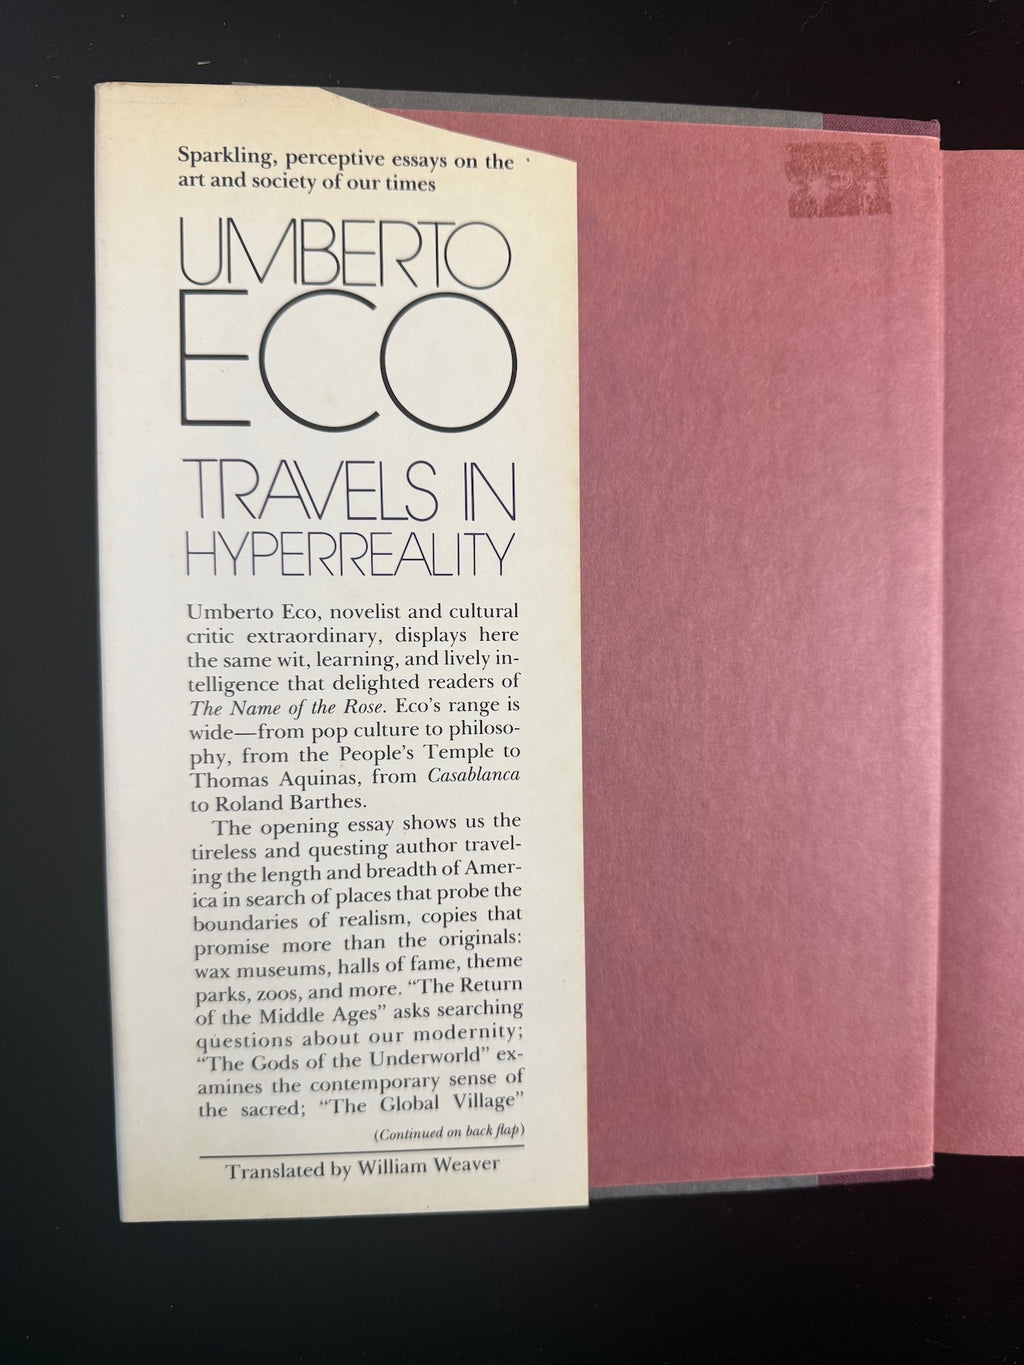 Sparkling, perceptive essays on the
art and society of our times
UMBERTO
ECO
TRAVELS IN
HYPERREALITY
Umberto Eco, novelist and cultural
critic extraordinary, displays here
the same wit, learning, and lively in-
telligence that delighted readers of
The Name of the Rose. Eco's range is
wide—from pop culture to philoso-
phy, from the People's Temple to
Thomas Aquinas, from Casablanca
to Roland Barthes.
The opening essay shows us the
tireless and questing author travel-
ing the length and breadth of Amer-
ica in search of places that probe the
boundaries of realism, copies that
promise more than the originals:
wax museums, halls of fame, theme
parks, zoos, and more. “The Return
of the Middle Ages” asks searching
questions about our modernity;
“The Gods of the Underworld” ex-
amines the contemporary sense of
the sacred; “The Global Village”
(Continued on back flap)
Translated by William Weaver